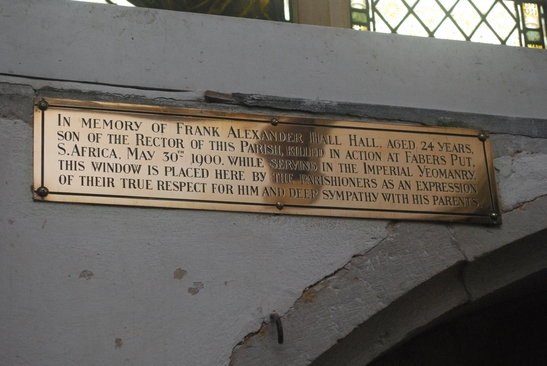 IN MEMORY OF FRANK ALEXANDER HALL HALL, AGED 24 YEARS,
SON OF THE RECTOR OF THIS PARISH, KILLED IN ACTION AT FABERS PUT,
S. AFRICA, MAY 30TH 1900, WHILE SERVING IN THE IMPERIAL YEOMANRY,
THIS WINDOW IS PLACED HERE BY THE PARISHIONERS AS AN EXPRESSION
OF THEIR TRUE RESPECT FOR HIM AND DEEP SYMPATHY WITH HIS PARENTS.